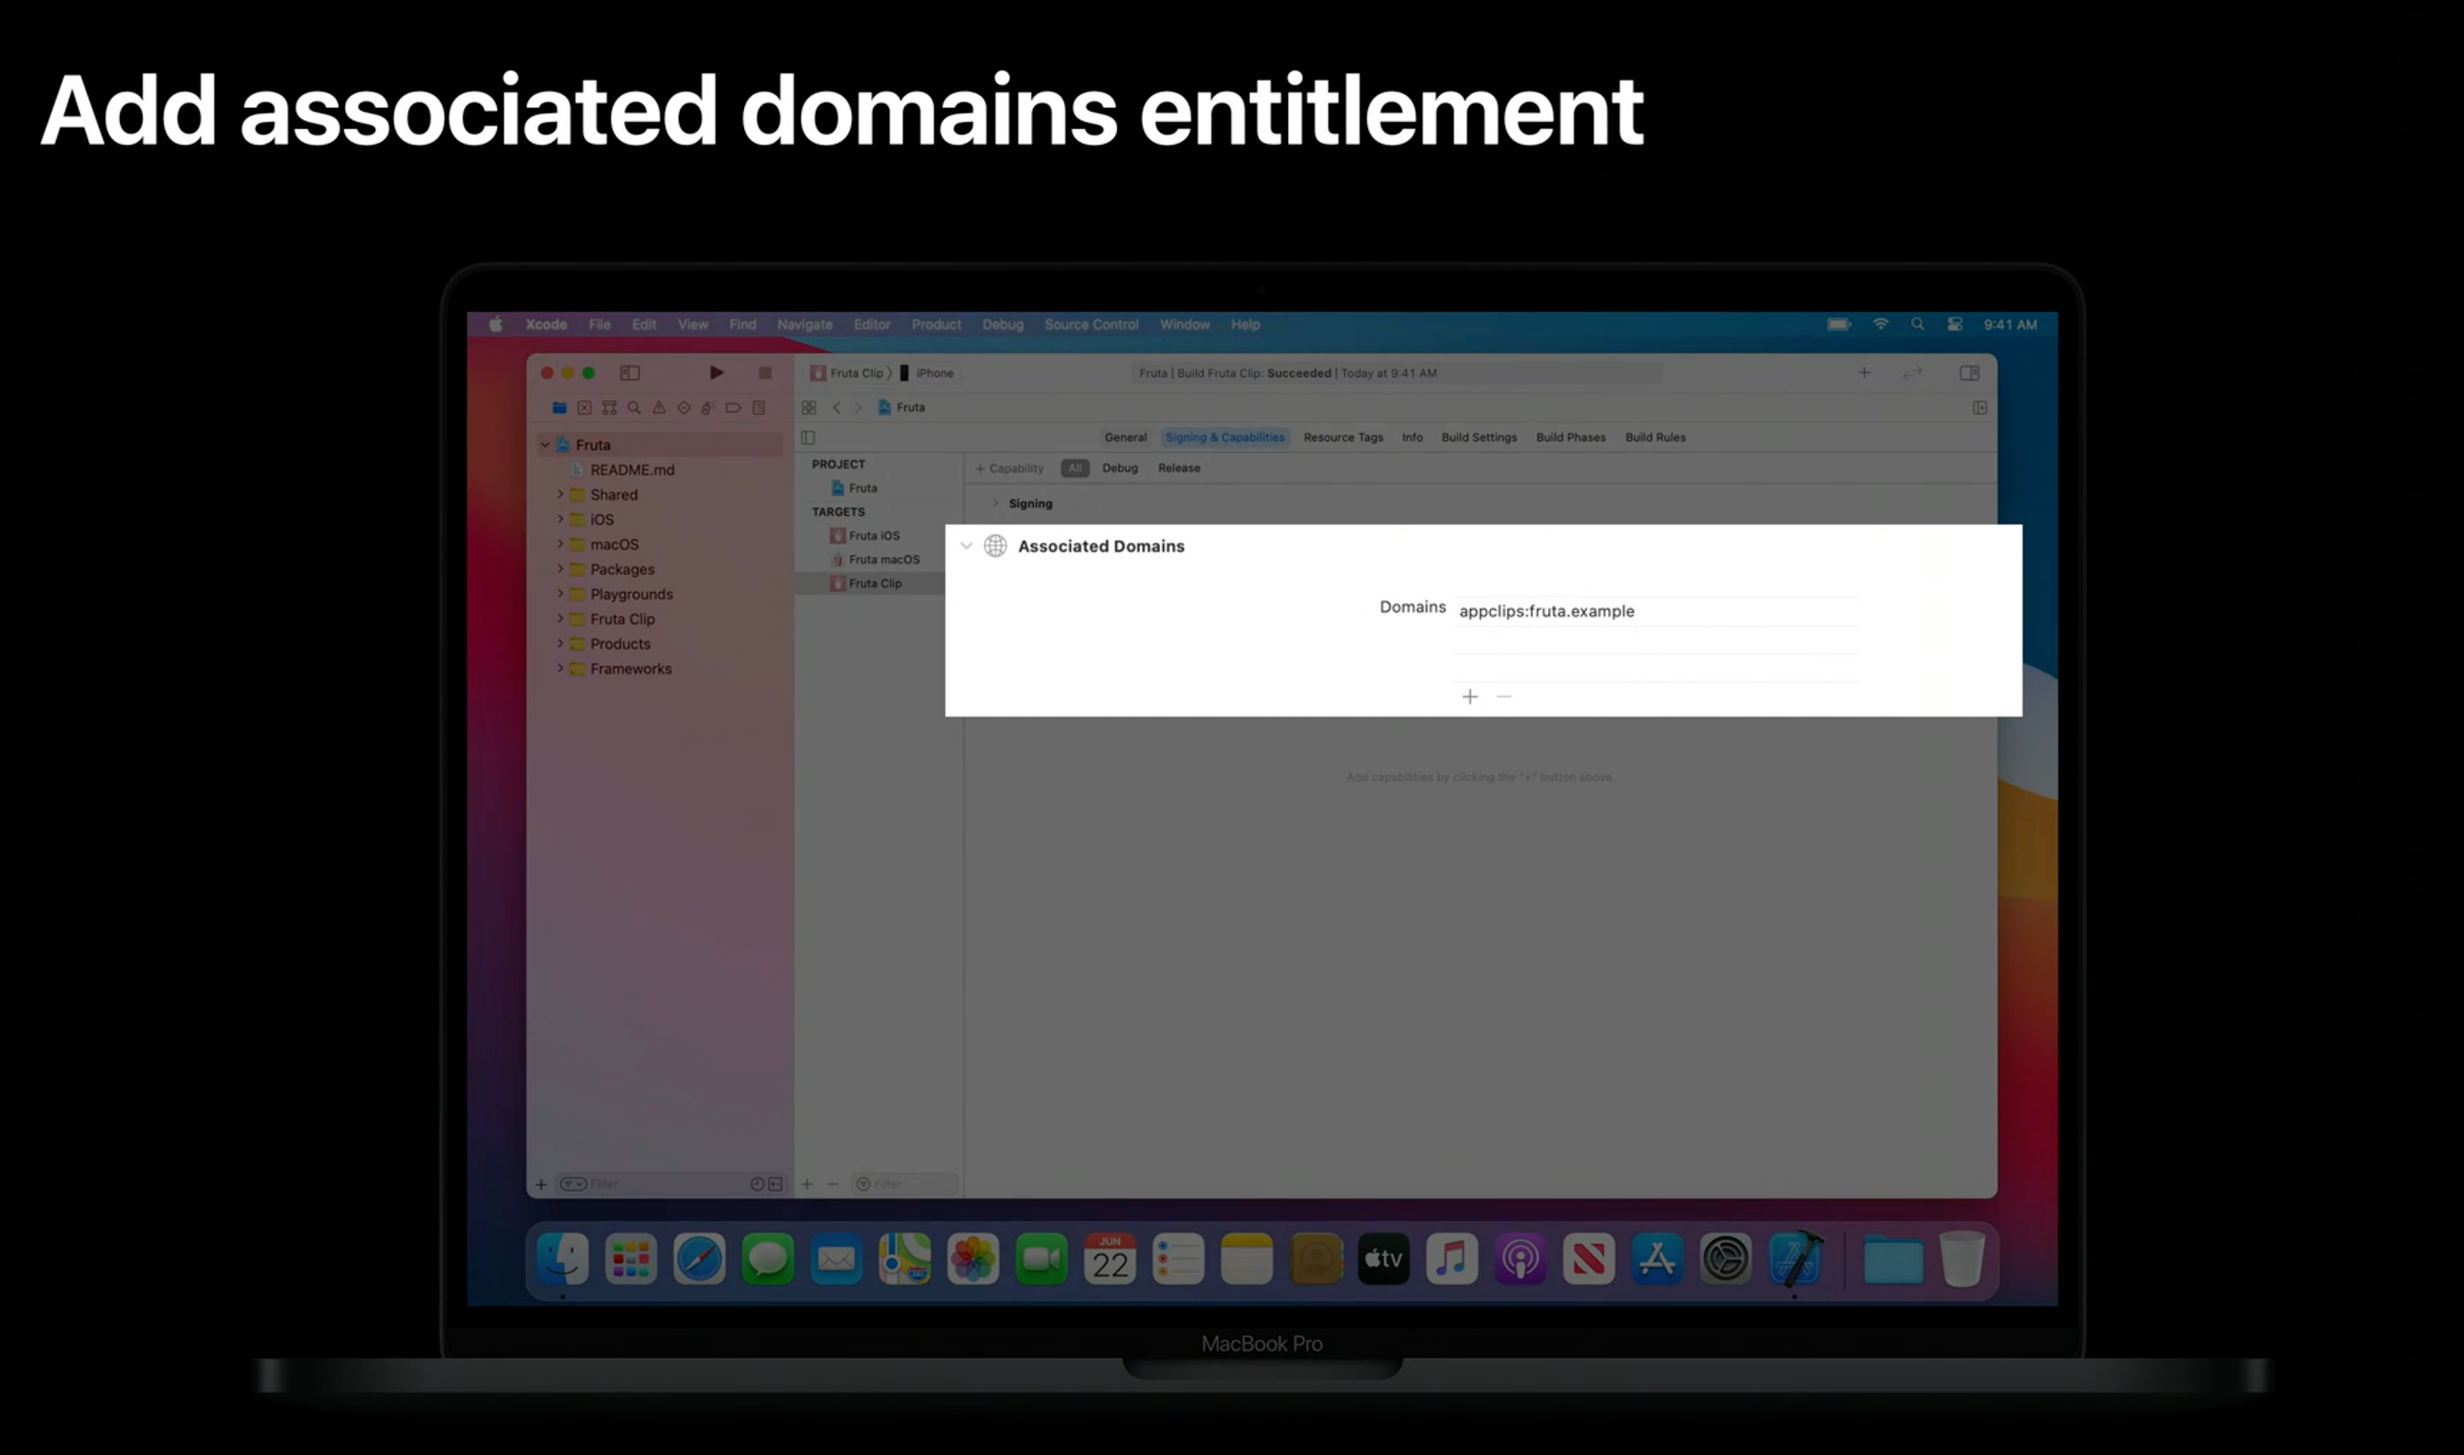 Add associated domains entitlement
Xcode File Edit View Find Navigate Editor Product Debug Source Control Window Help 9:41 AM
Fruta Clip iPhone Fruta | Build Fruta Clip: Succeeded | Today at 9:41 AM
Fruta
Fruta
General Signing & Capabilities Resource Tags Info Build Settings Build Phases Build Rules
README.md
Shared
iOS
macOS
Packages
Playgrounds
Fruta Clip
Products
Frameworks
PROJECT
Fruta
TARGETS
Fruta iOS
Fruta macOS
Fruta Clip
+ Capability All Debug Release
Signing
Associated Domains
Domains appclips:fruta.example
Add capabilities by clicking the "+" button above.
Filter
Filter
JUN
22
tv
MacBook Pro